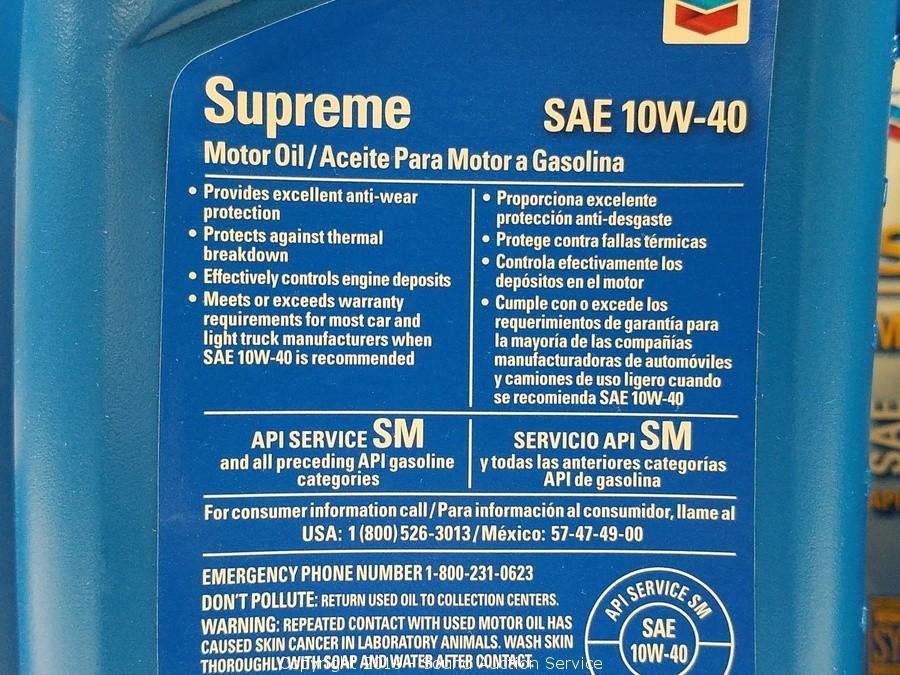 Supreme
SAE 10W-40
Motor Oil / Aceite Para Motor a Gasolina
• Provides excellent anti-wear
protection
• Protects against thermal
breakdown
• Effectively controls engine deposits
• Meets or exceeds warranty
requirements for most car and
light truck manufacturers when
SAE 10W-40 is recommended
• Proporciona excelente
protección anti-desgaste
• Protege contra fallas térmicas
• Controla efectivamente los
depósitos en el motor
• Cumple con o excede los
requerimientos de garantía para
la mayoría de las compañías
manufacturadoras de automóviles
y camiones de uso ligero cuando
se recomienda SAE 10W-40
API SERVICE SM
and all preceding API gasoline
categories
SERVICIO API SM
y todas las anteriores categorías
API de gasolina
For consumer information call / Para información al consumidor, llame al
USA: 1 (800) 526-3013 / México: 57-47-49-00
EMERGENCY PHONE NUMBER 1-800-231-0623
DON'T POLLUTE: RETURN USED OIL TO COLLECTION CENTERS.
WARNING: REPEATED CONTACT WITH USED MOTOR OIL HAS
CAUSED SKIN CANCER IN LABORATORY ANIMALS. WASH SKIN
THOROUGHLY WITH SOAP AND WATER AFTER CONTACT.
API SERVICE SM
SAE
10W-40
SAE
Copyright Auction Service